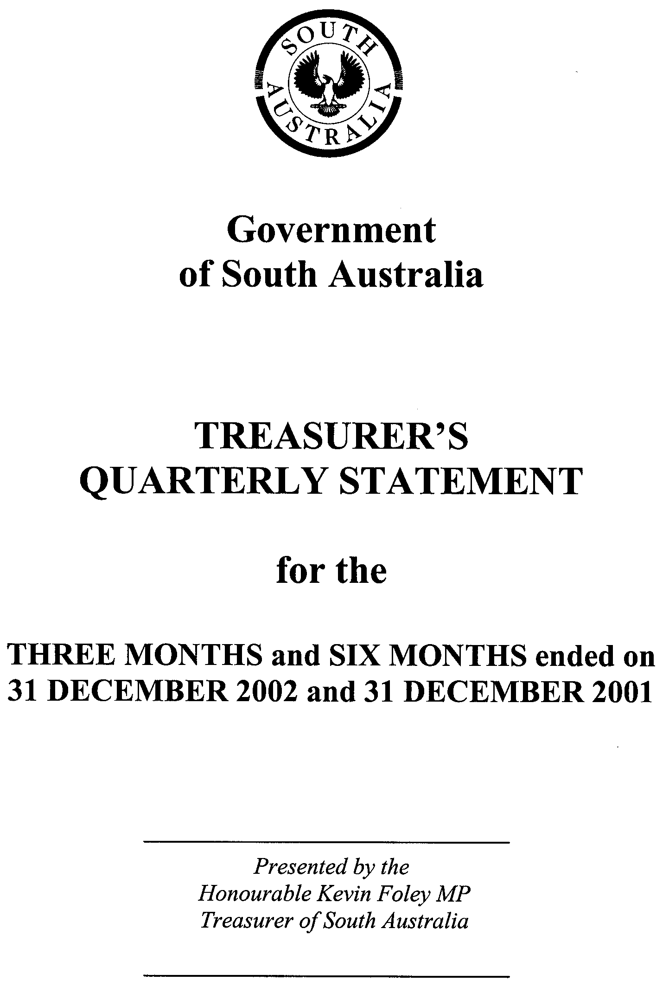 SOUTH
AUSTRALIA
Government
of South Australia
TREASURER'S
QUARTERLY STATEMENT
for the
THREE MONTHS and SIX MONTHS ended on
31 DECEMBER 2002 and 31 DECEMBER 2001
Presented by the
Honourable Kevin Foley MP
Treasurer of South Australia